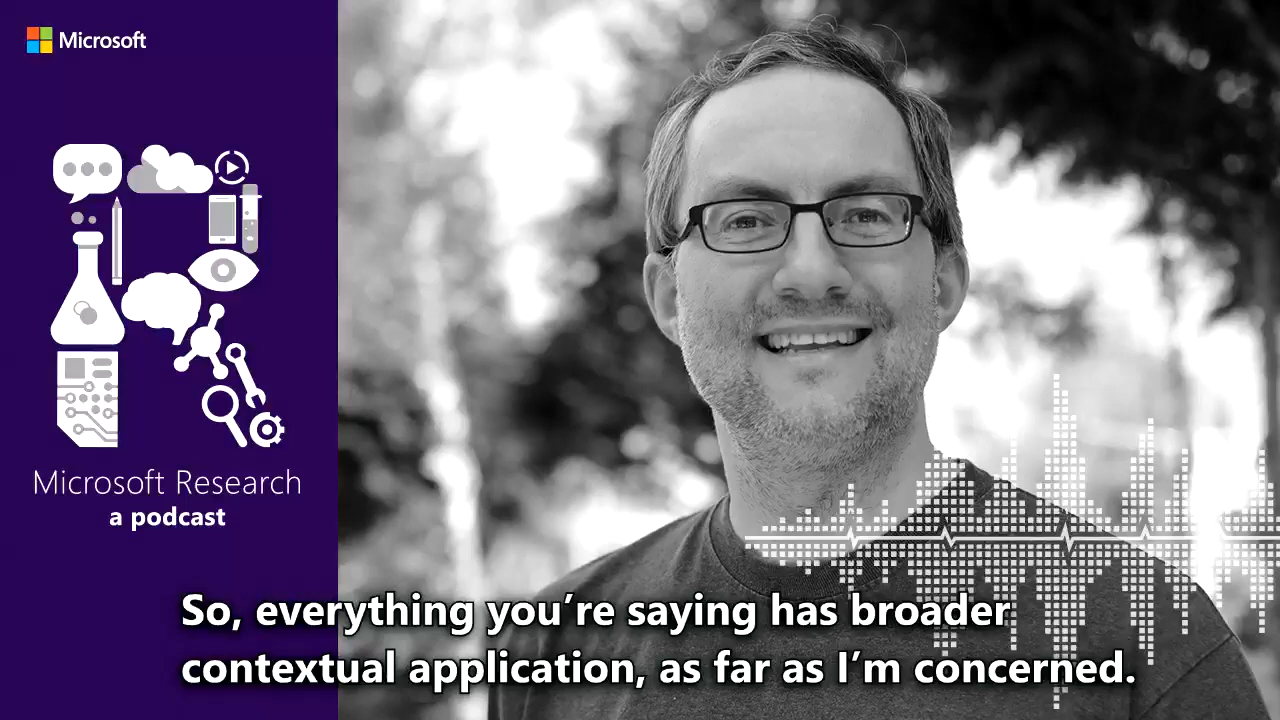 Microsoft
Microsoft Research
a podcast
So, everything you’re saying has broader
contextual application, as far as I’m concerned.